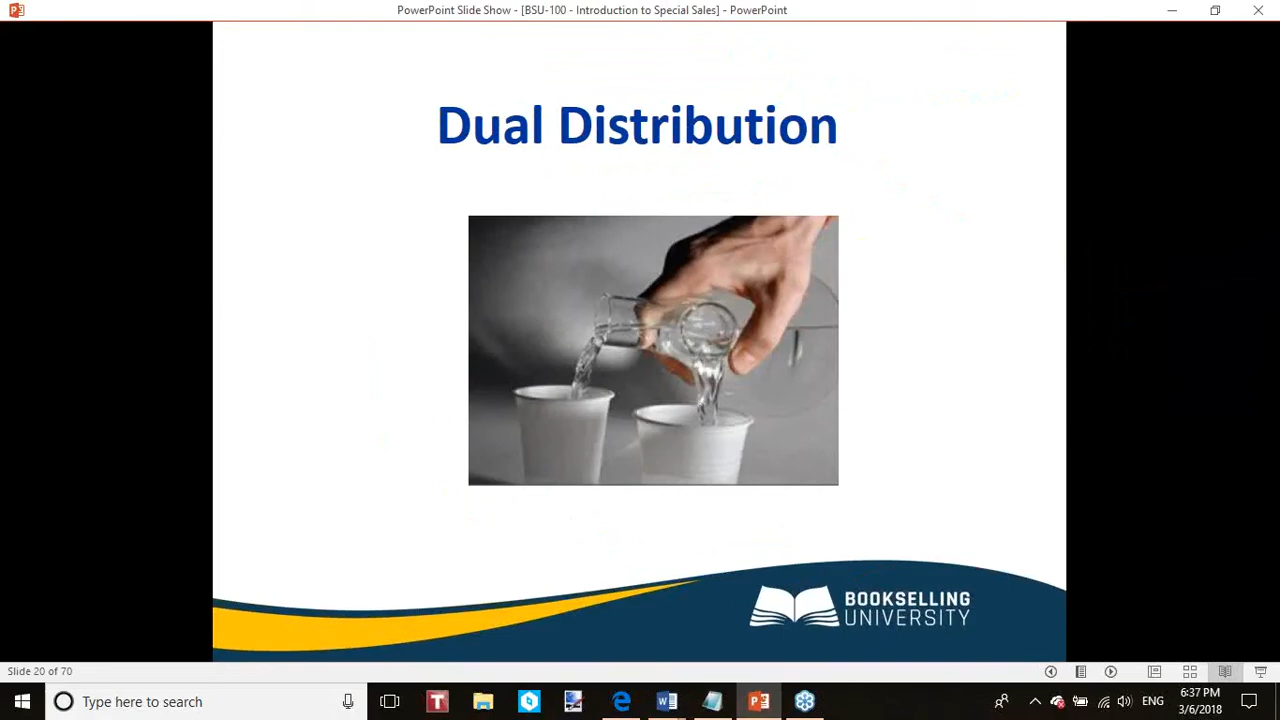 PowerPoint Slide Show - [BSU-100 - Introduction to Special Sales] - PowerPoint
Dual Distribution
BOOKSELLING
UNIVERSITY
Slide 20 of 70
Type here to search
ENG
6:37 PM
3/6/2018